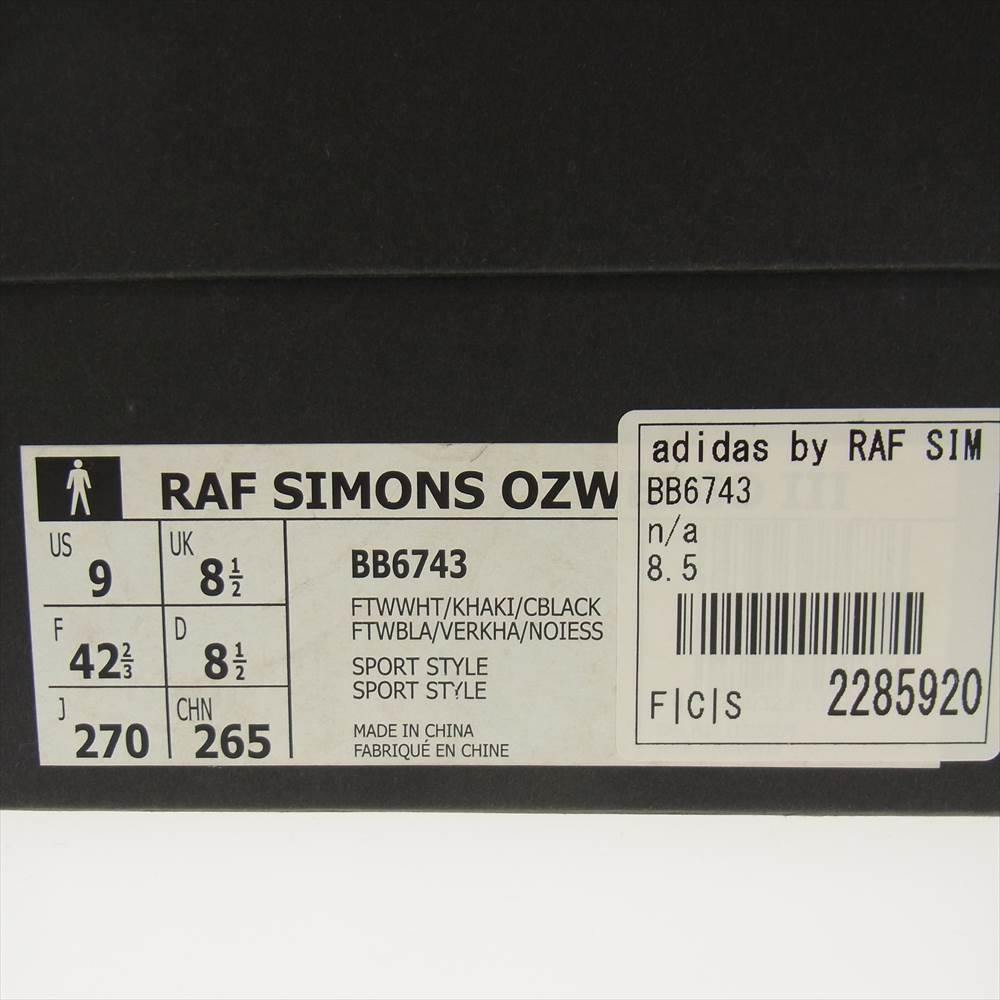 RAF SIMONS OZW
US 9
UK 8½
F 42⅔
D 8½
J 270
CHN 265
BB6743
FTWWHT/KHAKI/CBLACK
FTWBLA/VERKHA/NOIESS
SPORT STYLE
SPORT STYLE
MADE IN CHINA
FABRIQUÉ EN CHINE
adidas by RAF SIM
BB6743
n/a
8.5
F|C|S 2285920